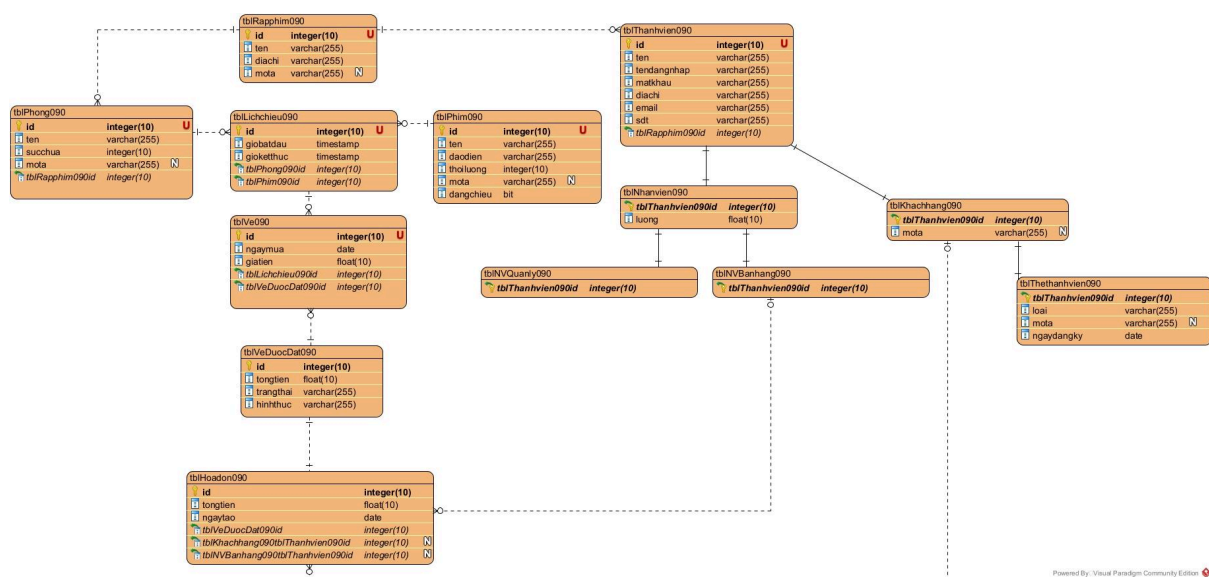 tblRapphim090
id integer(10) U
ten varchar(255)
diachi varchar(255)
mota varchar(255) N
tblThanhvien090
id integer(10) U
ten varchar(255)
tendangnhap varchar(255)
matkhau varchar(255)
diachi varchar(255)
email varchar(255)
sdt varchar(255)
tblRapphim090id integer(10)
tblPhong090
id integer(10) U
ten varchar(255)
succhua integer(10)
mota varchar(255) N
tblRapphim090id integer(10)
tblLichchieu090
id integer(10) U
giobatdau timestamp
gioketthuc timestamp
tblPhong090id integer(10)
tblPhim090id integer(10)
tblPhim090
id integer(10) U
ten varchar(255)
daodien varchar(255)
thoiluong integer(10)
mota varchar(255) N
dangchieu bit
tblNhanvien090
tblThanhvien090id integer(10)
luong float(10)
tblKhachhang090
tblThanhvien090id integer(10)
mota varchar(255) N
tblVe090
id integer(10) U
ngaymua date
giatien float(10)
tblLichchieu090id integer(10)
tblVeDuocDat090id integer(10)
tblNVQuanly090
tblThanhvien090id integer(10)
tblNVBanhang090
tblThanhvien090id integer(10)
tblThethanhvien090
tblThanhvien090id integer(10)
loai varchar(255)
mota varchar(255) N
ngaydangky date
tblVeDuocDat090
id integer(10)
tongtien float(10)
trangthai varchar(255)
hinhthuc varchar(255)
tblHoadon090
id integer(10)
tongtien float(10)
ngaytao date
tblVeDuocDat090id integer(10)
tblKhachhang090tblThanhvien090id integer(10) N
tblNVBanhang090tblThanhvien090id integer(10) N
Powered By: Visual Paradigm Community Edition